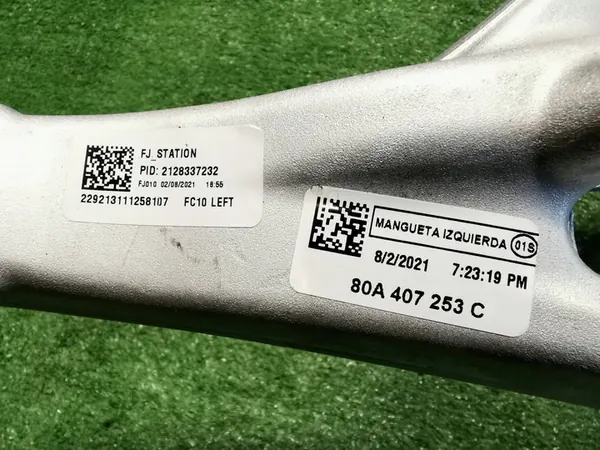 FJ_STATION
PID: 2128337232
FJ010 02/08/2021 18:55
229213111258107 FC10 LEFT
MANGUETA IZQUIERDA 01S
8/2/2021 7:23:19 PM
80A 407 253 C